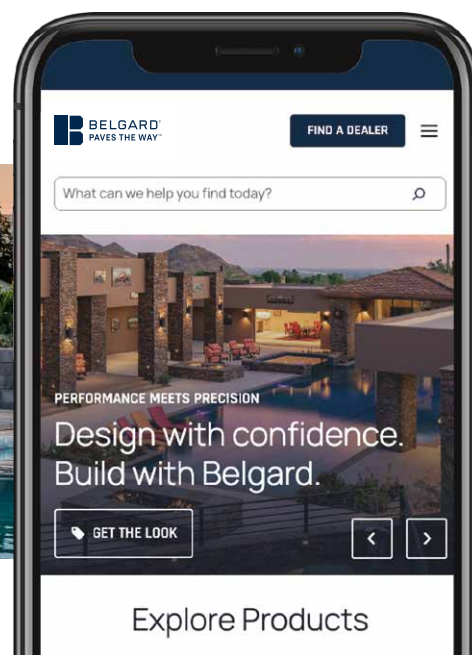 BELGARD®
PAVES THE WAY™
FIND A DEALER
What can we help you find today?
PERFORMANCE MEETS PRECISION
Design with confidence.
Build with Belgard.
GET THE LOOK
Explore Products